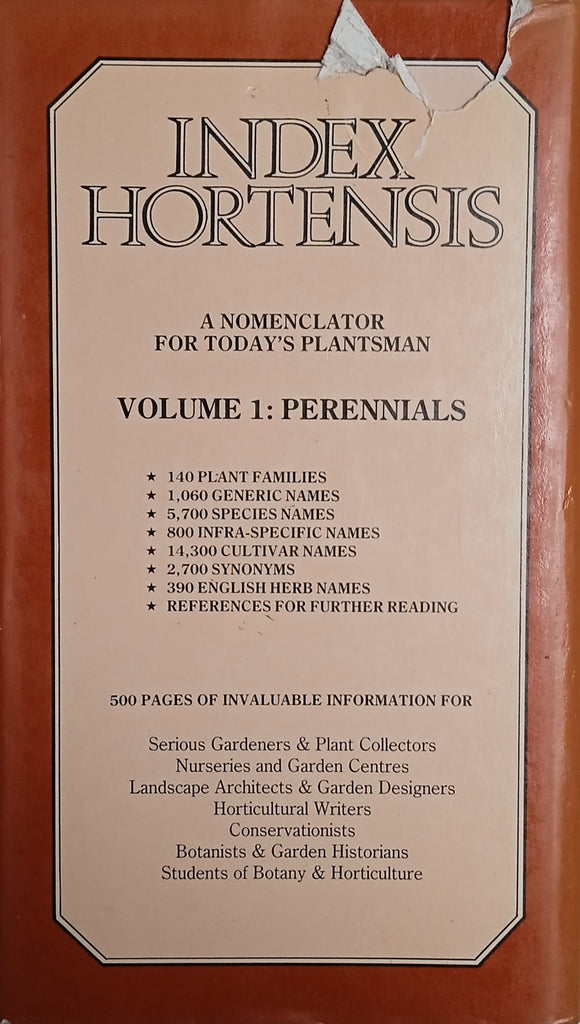 INDEX
HORTENSIS
A NOMENCLATOR
FOR TODAY'S PLANTSMAN
VOLUME 1: PERENNIALS
★ 140 PLANT FAMILIES
★ 1,060 GENERIC NAMES
★ 5,700 SPECIES NAMES
★ 800 INFRA-SPECIFIC NAMES
★ 14,300 CULTIVAR NAMES
★ 2,700 SYNONYMS
★ 390 ENGLISH HERB NAMES
★ REFERENCES FOR FURTHER READING
500 PAGES OF INVALUABLE INFORMATION FOR
Serious Gardeners & Plant Collectors
Nurseries and Garden Centres
Landscape Architects & Garden Designers
Horticultural Writers
Conservationists
Botanists & Garden Historians
Students of Botany & Horticulture